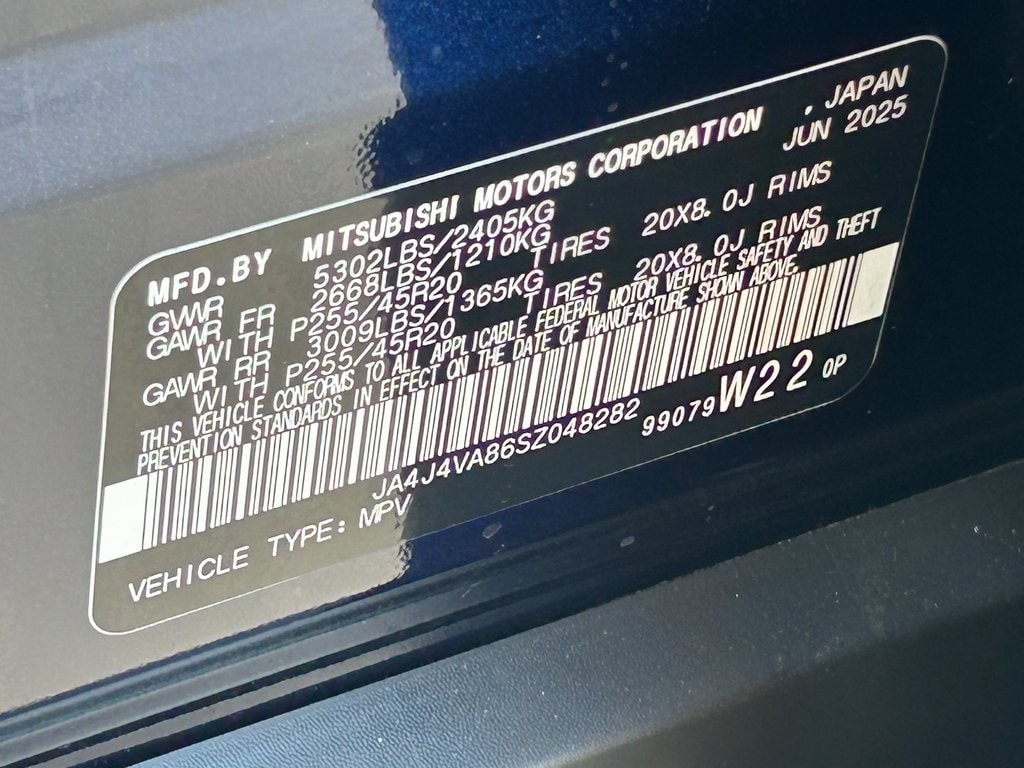 MFD.BY MITSUBISHI MOTORS CORPORATION , JAPAN
JUN 2025
GVWR 5302LBS/2405KG
GAWR FR 2668LBS/1210KG
WITH P255/45R20 TIRES 20X8.0J RIMS
GAWR RR 3009LBS/1365KG
WITH P255/45R20 TIRES 20X8.0J RIMS
THIS VEHICLE CONFORMS TO ALL APPLICABLE FEDERAL MOTOR VEHICLE SAFETY AND THEFT
PREVENTION STANDARDS IN EFFECT ON THE DATE OF MANUFACTURE SHOWN ABOVE.
JA4J4VA86SZ048282 99079 W22 OP
VEHICLE TYPE: MPV